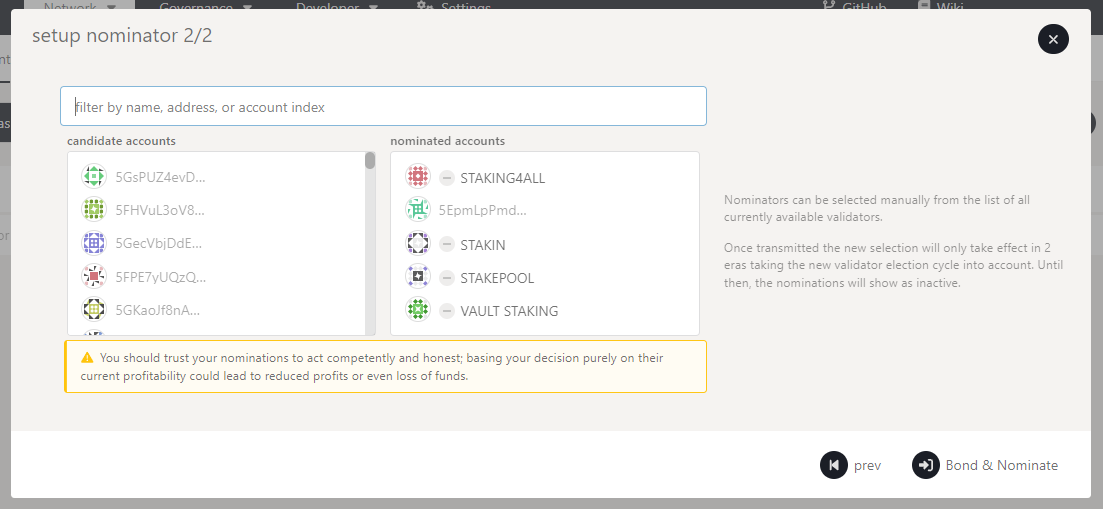 Network Governance Developer Settings GitHub Wiki
setup nominator 2/2
filter by name, address, or account index
candidate accounts
nominated accounts
5GsPUZ4evD...
5FHVuL3oV8...
5GecVbjDdE...
5FPE7yUQzQ...
5GKaoJf8nA...
STAKING4ALL
5EpmLpPmd...
STAKIN
STAKEPOOL
VAULT STAKING
Nominators can be selected manually from the list of all
currently available validators.
Once transmitted the new selection will only take effect in 2
eras taking the new validator election cycle into account. Until
then, the nominations will show as inactive.
You should trust your nominations to act competently and honest; basing your decision purely on their
current profitability could lead to reduced profits or even loss of funds.
prev
Bond & Nominate